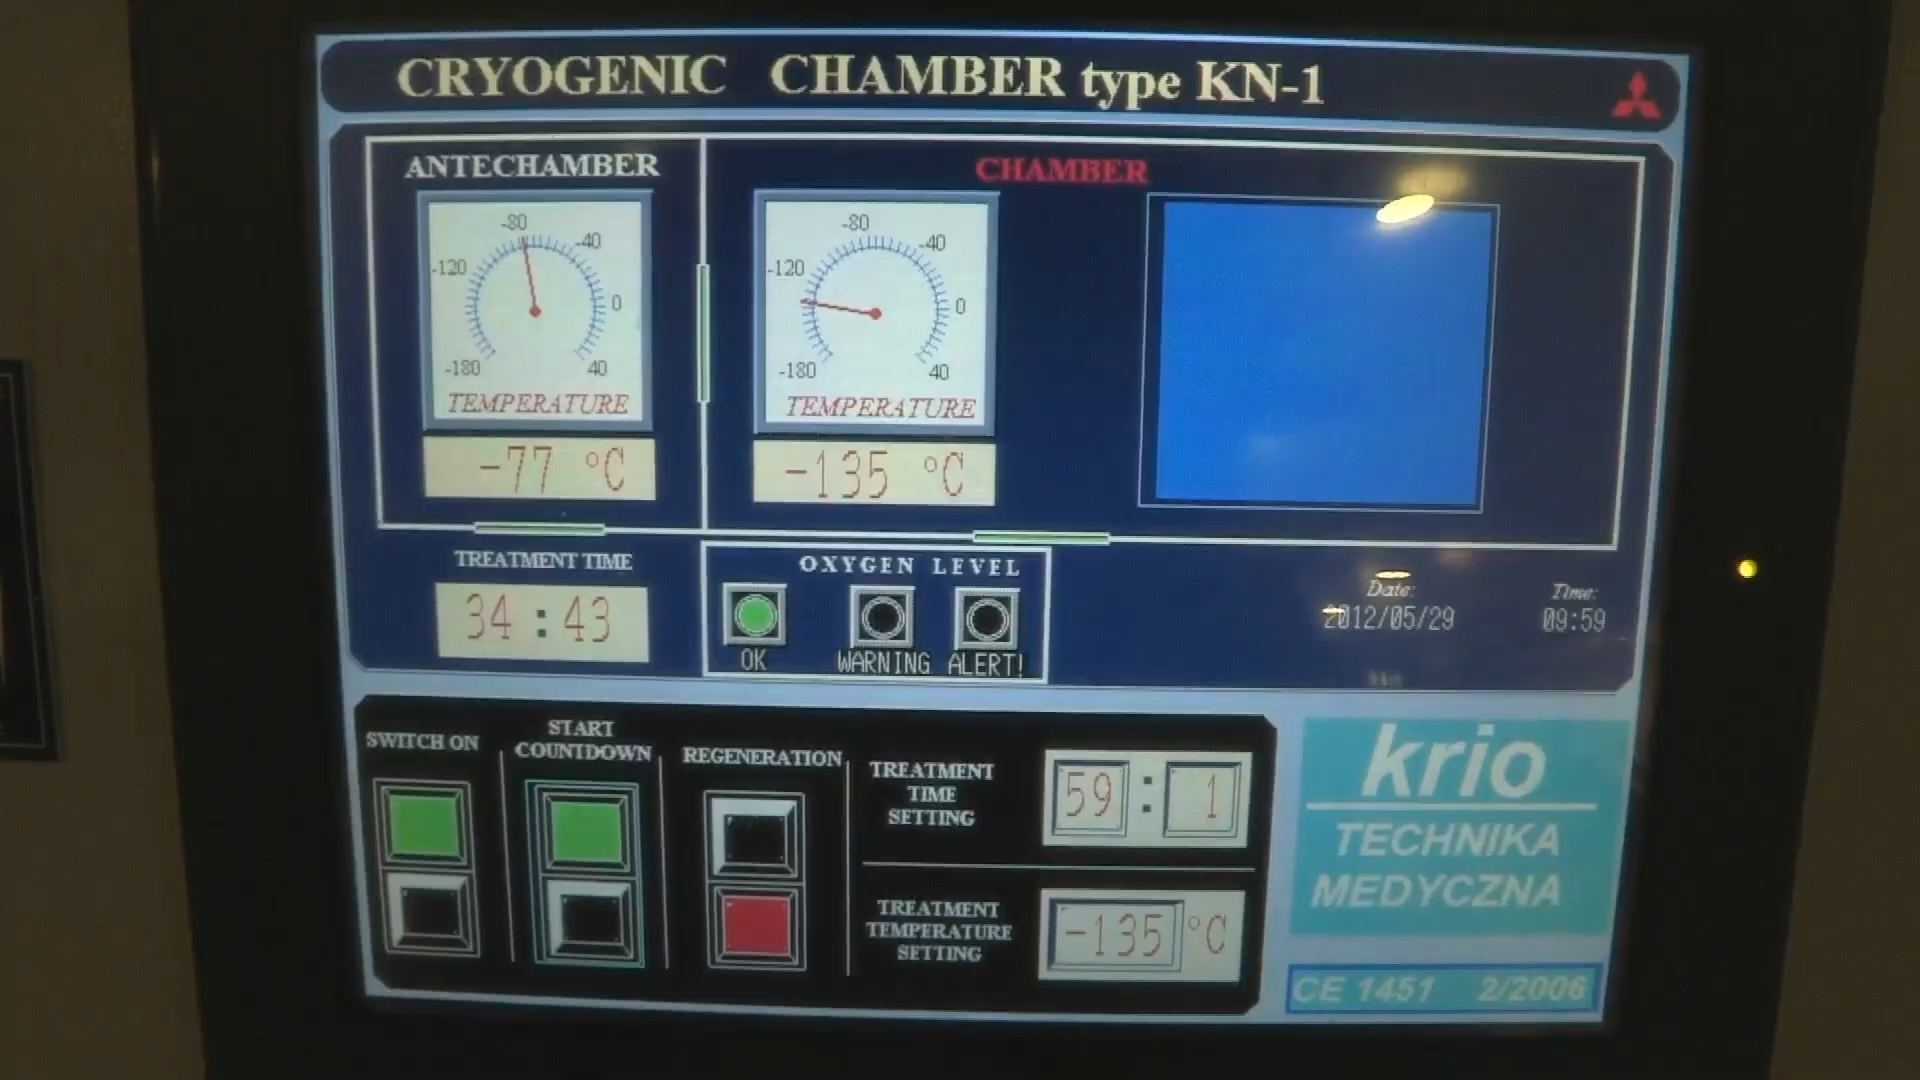 CRYOGENIC CHAMBER type KN-1
ANTECHAMBER
CHAMBER
-80
-40
-120
0
-180
40
TEMPERATURE
-77 °C
-80
-40
-120
0
-180
40
TEMPERATURE
-135 °C
TREATMENT TIME
34 : 43
OXYGEN LEVEL
OK WARNING ALERT!
Date: Time:
2012/05/29 09:59
SWITCH ON
START
COUNTDOWN
REGENERATION
TREATMENT
TIME
SETTING
59 : 1
TREATMENT
TEMPERATURE
SETTING
-135 °C
krio
TECHNIKA
MEDYCZNA
CE 1451 2/2006